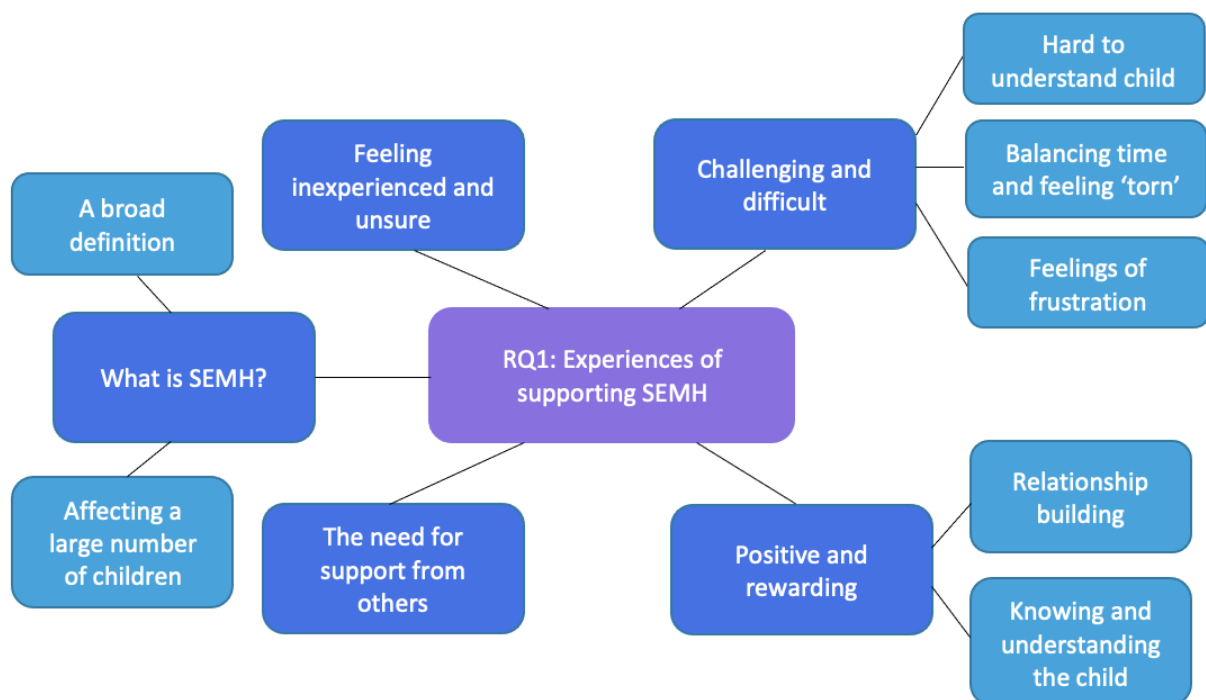 Hard to
understand child
Feeling
inexperienced and
unsure
Challenging and
difficult
Balancing time
and feeling ‘torn’
A broad
definition
Feelings of
frustration
What is SEMH?
RQ1: Experiences of
supporting SEMH
Affecting a
large number
of children
The need for
support from
others
Positive and
rewarding
Relationship
building
Knowing and
understanding
the child